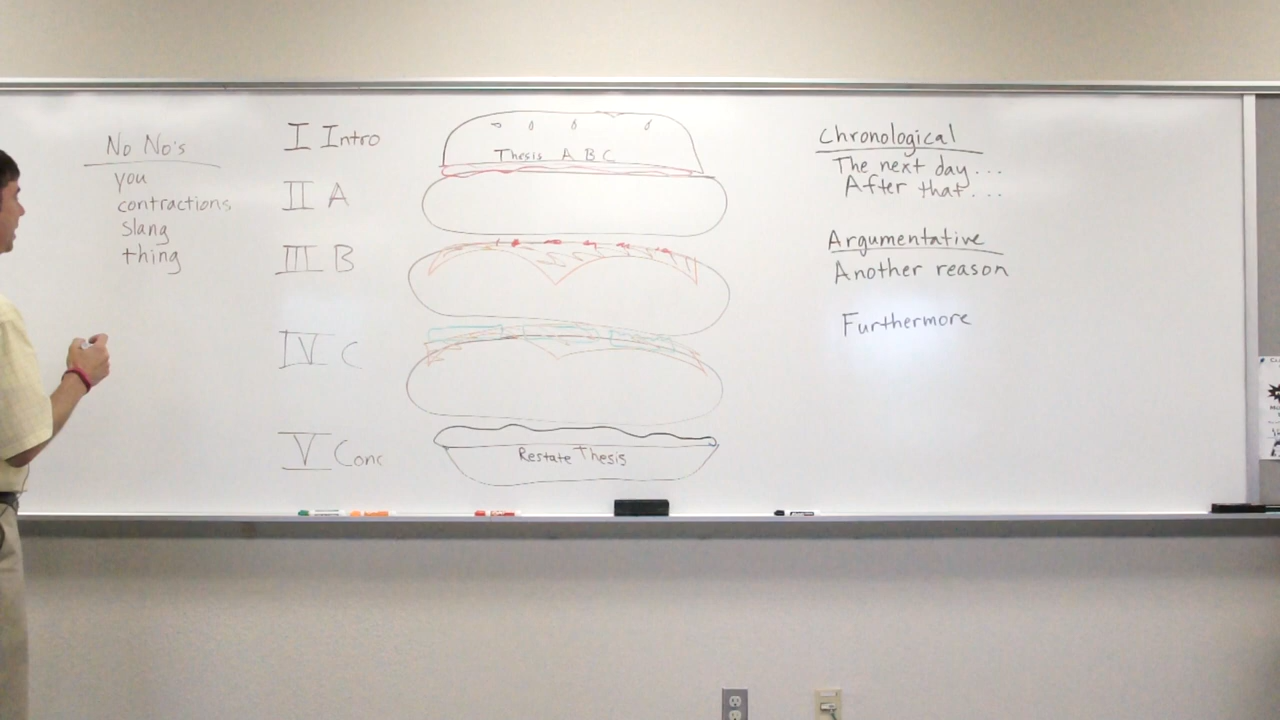 No No's
you
contractions
slang
thing
I Intro
II A
III B
IV C
V Conc
Thesis A B C
Restate Thesis
Chronological
The next day...
After that...
Argumentative
Another reason
Furthermore